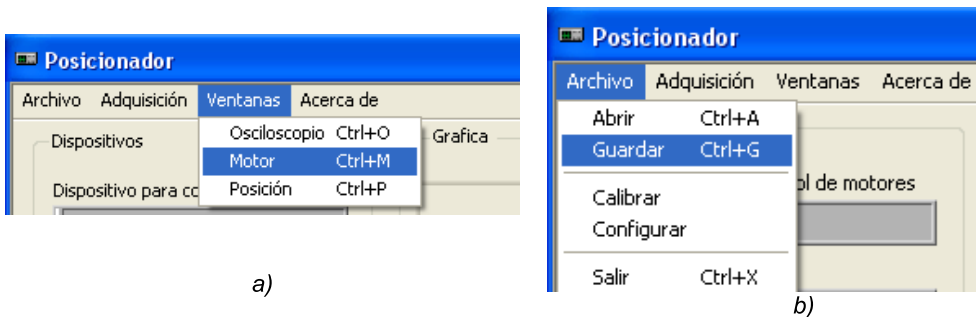 Posicionador
Archivo Adquisición Ventanas Acerca de
Dispositivos
Osciloscopio Ctrl+O
Grafica
Motor Ctrl+M
Dispositivo para co
Posición Ctrl+P
a)
Posicionador
Archivo Adquisición Ventanas Acerca de
Abrir Ctrl+A
Guardar Ctrl+G
ol de motores
Calibrar
Configurar
Salir Ctrl+X
b)